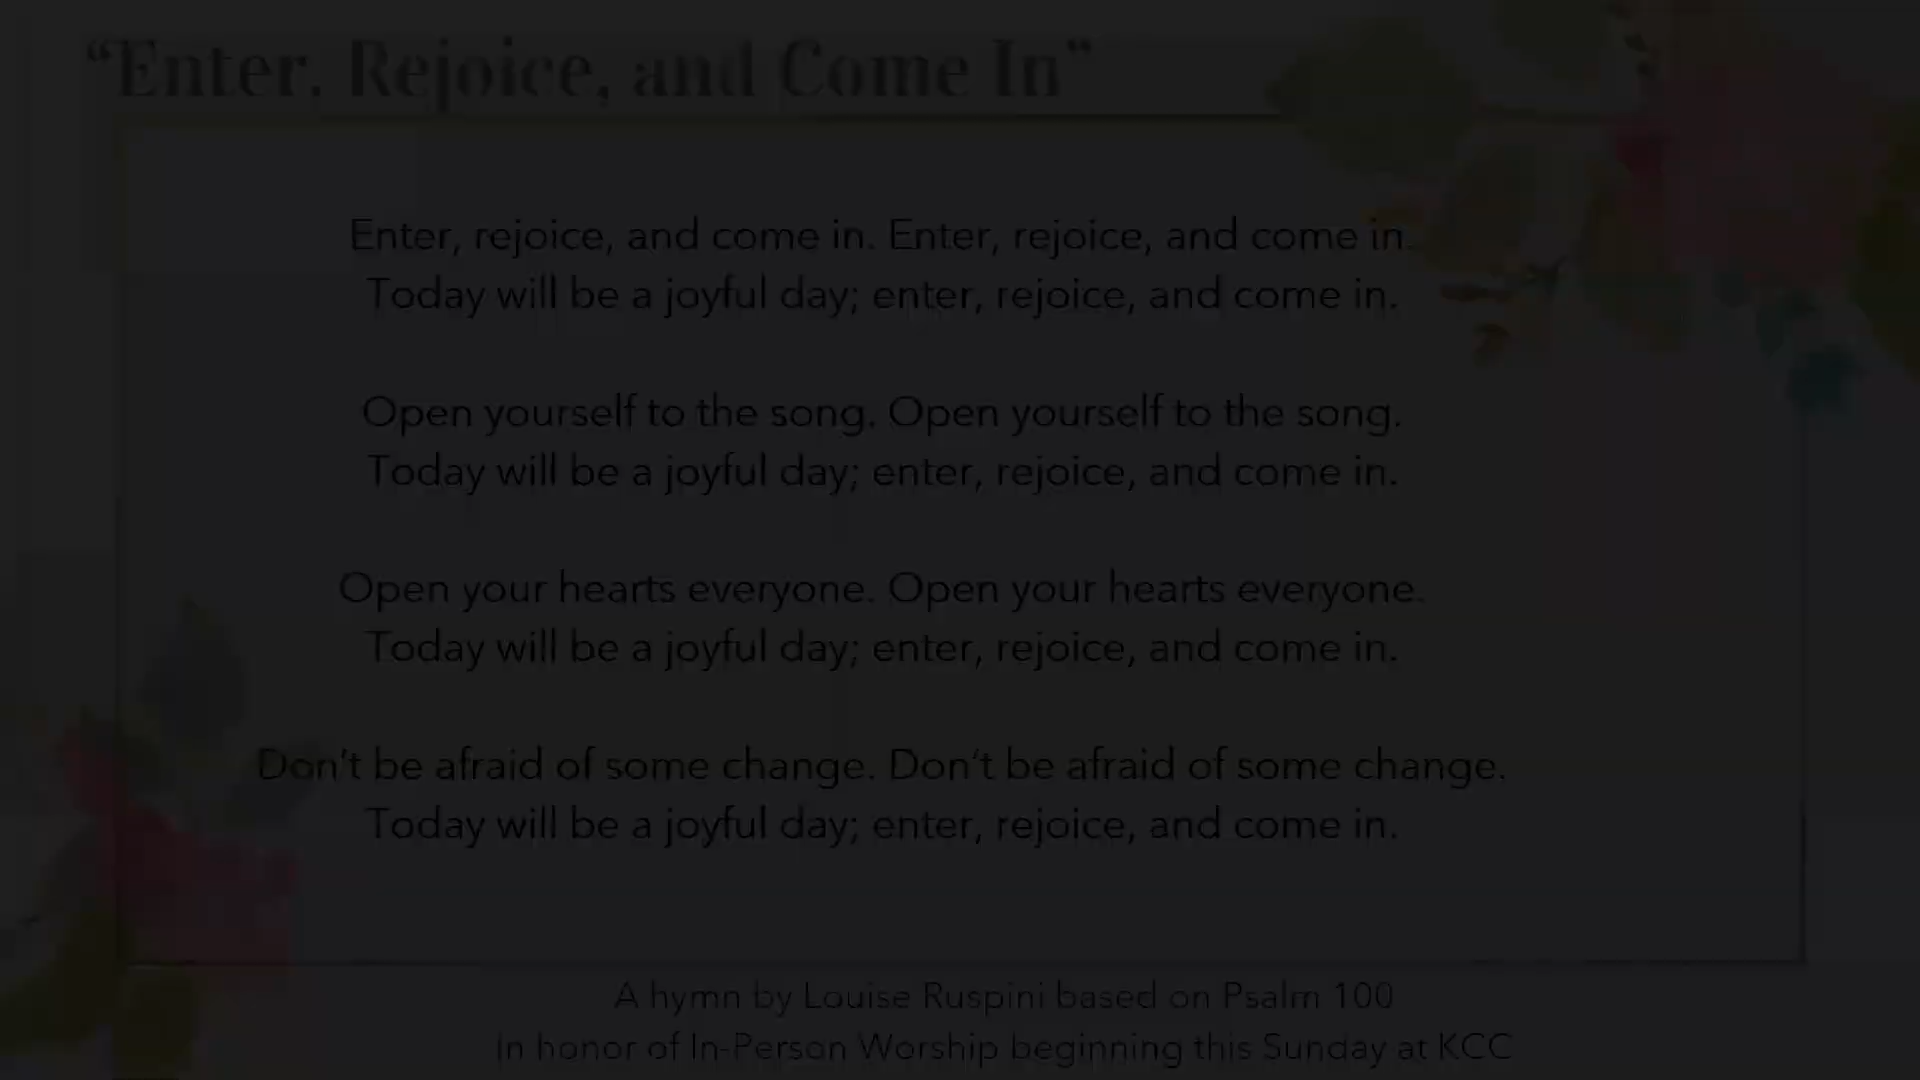 “Enter, Rejoice, and Come In”
Enter, rejoice, and come in. Enter, rejoice, and come in.
Today will be a joyful day; enter, rejoice, and come in.
Open yourself to the song. Open yourself to the song.
Today will be a joyful day; enter, rejoice, and come in.
Open your hearts everyone. Open your hearts everyone.
Today will be a joyful day; enter, rejoice, and come in.
Don't be afraid of some change. Don't be afraid of some change.
Today will be a joyful day; enter, rejoice, and come in.
A hymn by Louise Ruspini based on Psalm 100
In honor of In-Person Worship beginning this Sunday at KCC